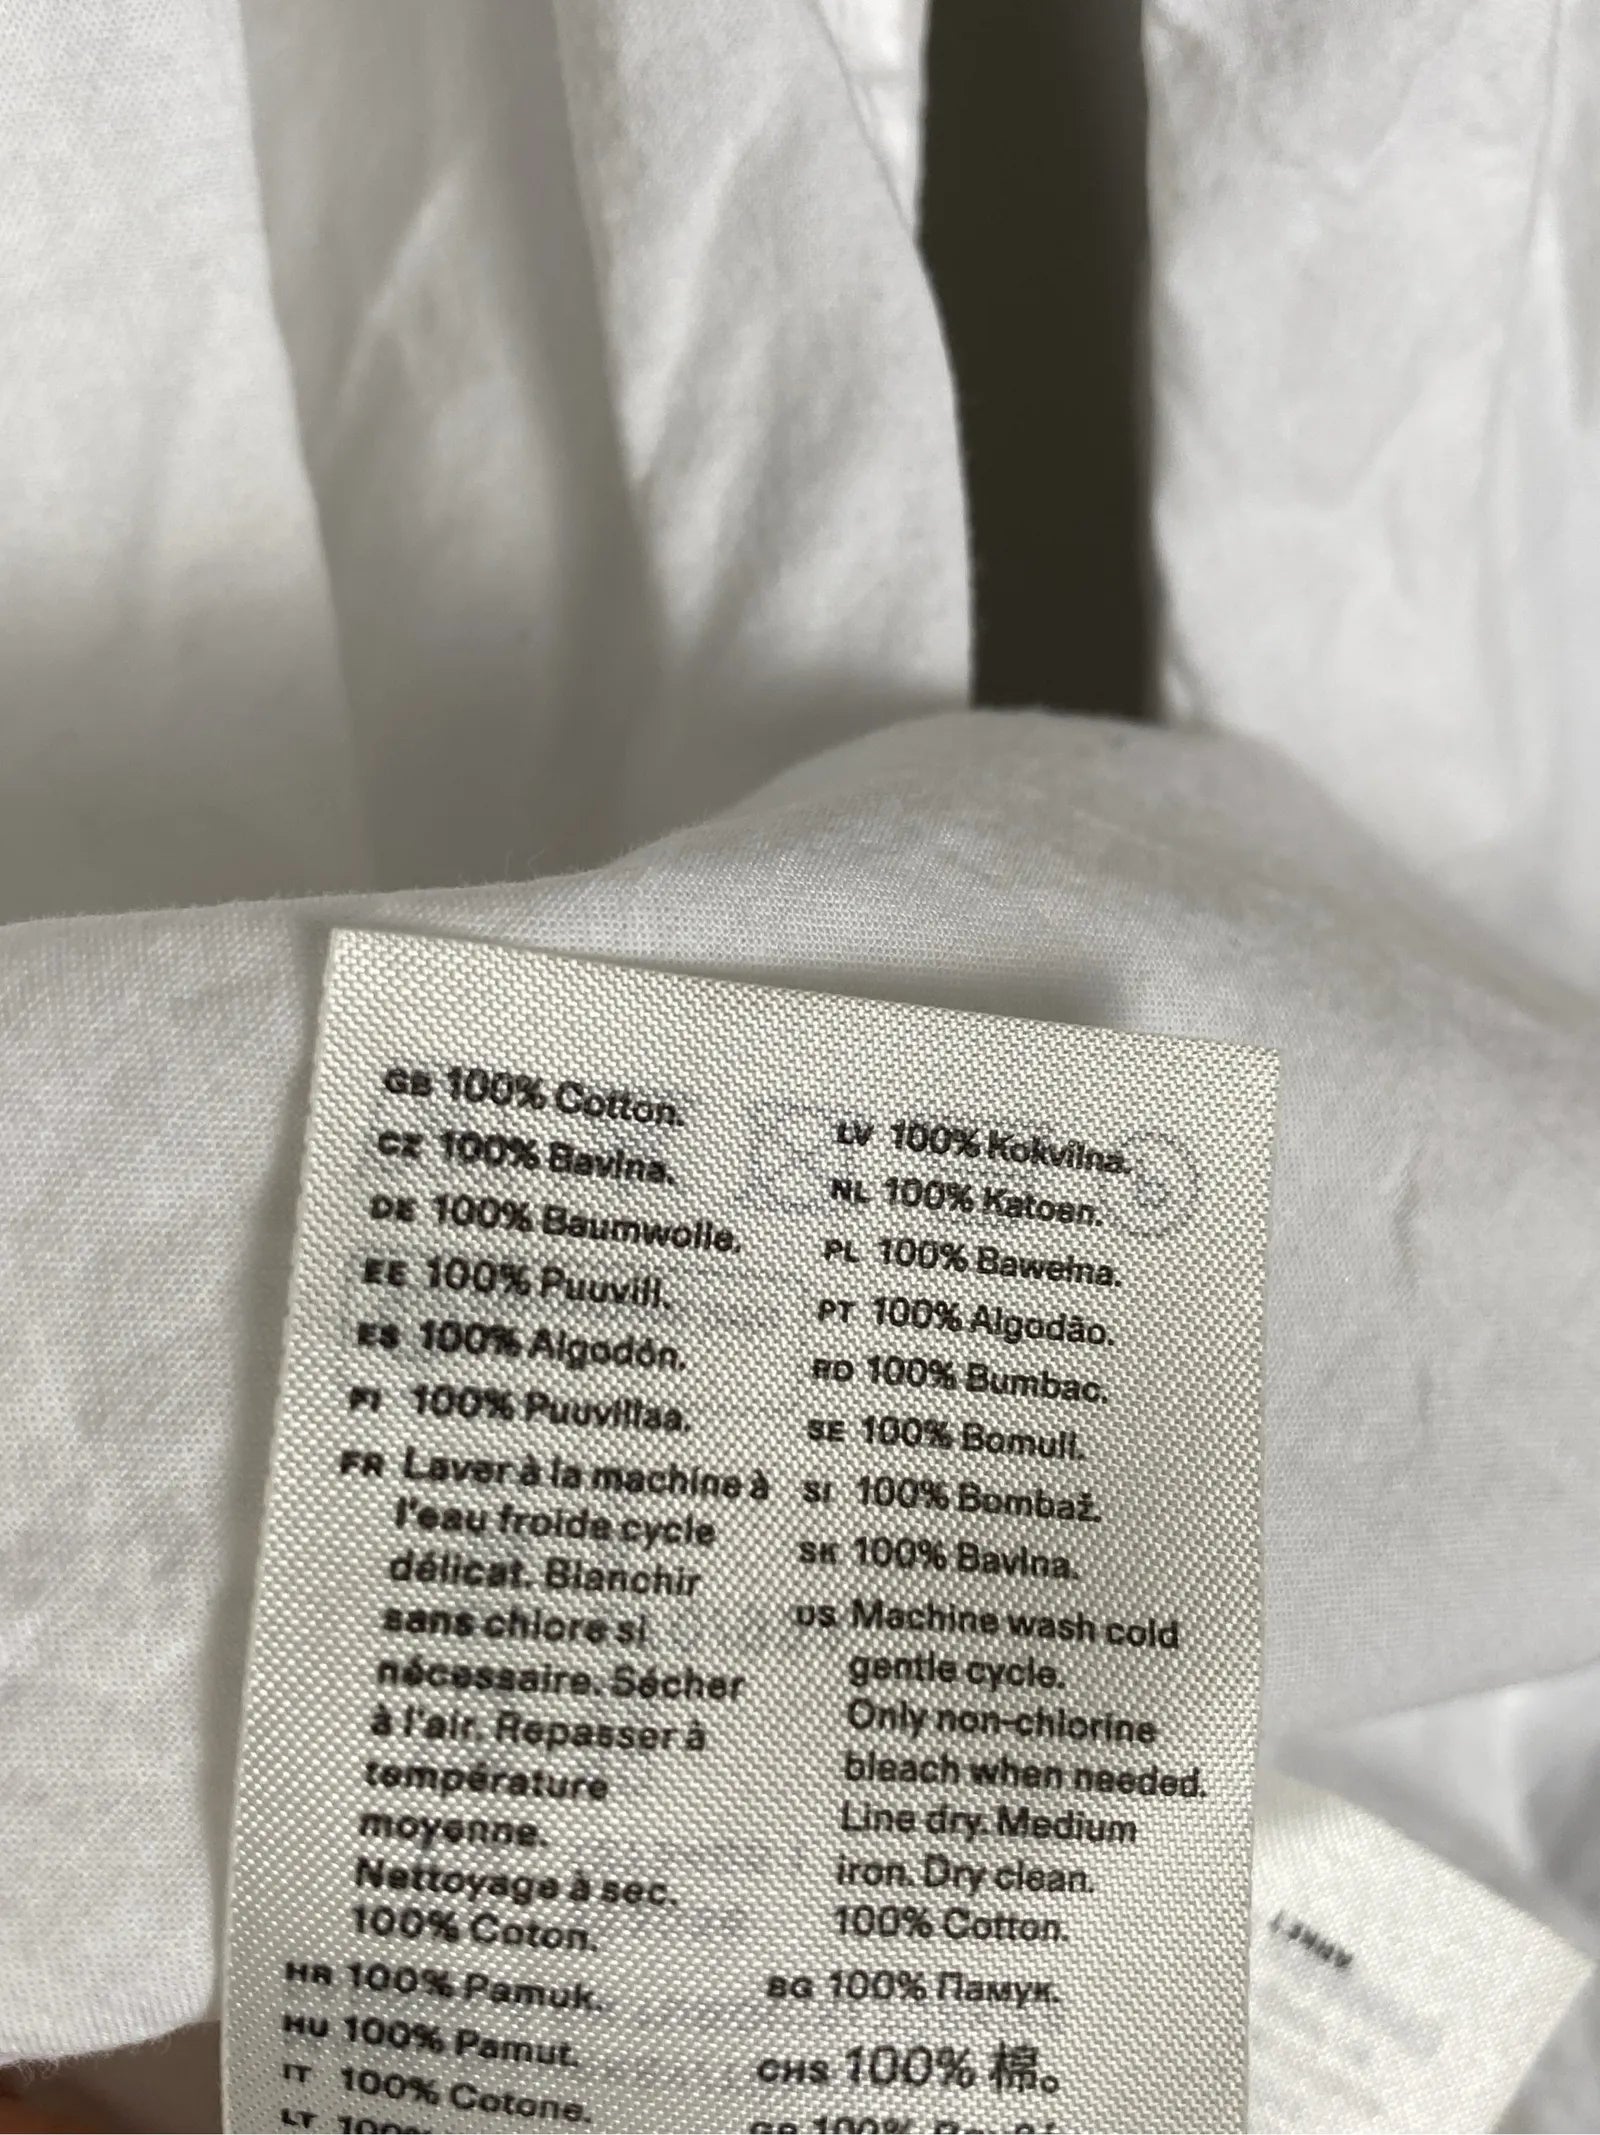 GB 100% Cotton.
CZ 100% Bavlna.
DE 100% Baumwolle.
EE 100% Puuvill.
ES 100% Algodón.
FI 100% Puuvillaa.
FR Laver à la machine à
l'eau froide cycle
délicat. Blanchir
sans chlore si
nécessaire. Sécher
à l'air. Repasser à
température
moyenne.
Nettoyage à sec.
100% Coton.
HR 100% Pamuk.
HU 100% Pamut.
IT 100% Cotone.
LT 100%
LV 100% Kokvilna.
NL 100% Katoen.
PL 100% Bawełna.
PT 100% Algodão.
RO 100% Bumbac.
SE 100% Bomull.
SI 100% Bombaž.
SK 100% Bavlna.
US Machine wash cold
gentle cycle.
Only non-chlorine
bleach when needed.
Line dry. Medium
iron. Dry clean.
100% Cotton.
BG 100% Памук.
CHS 100% 棉。
GR 100%
ARKET